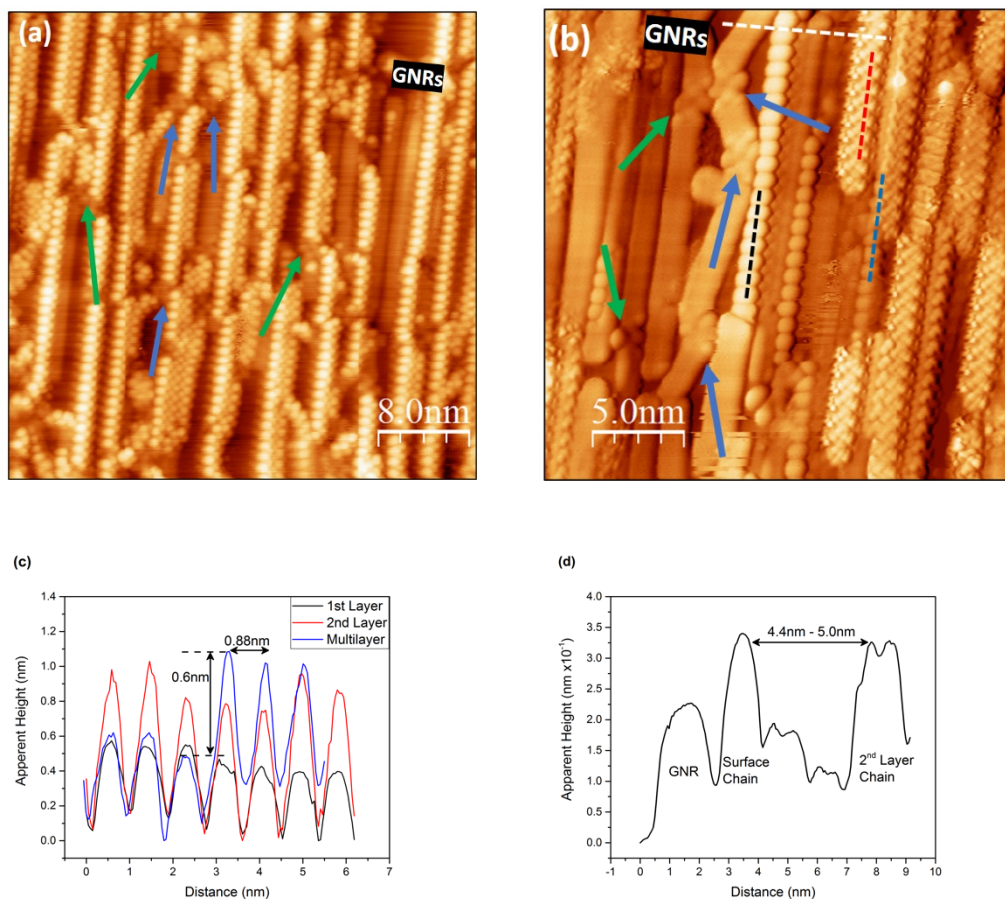 (a)
GNRs
8.0nm
(b)
GNRs
5.0nm
(c)
1.4
1.2
1.0
0.8
0.6
0.4
0.2
0.0
Apperent Height (nm)
1st Layer
2nd Layer
Multilayer
0.88nm
0.6nm
0 1 2 3 4 5 6 7
Distance (nm)
(d)
4.0
3.5
3.0
2.5
2.0
1.5
1.0
0.5
0.0
Apparent Height (nm x10⁻¹)
4.4nm - 5.0nm
GNR
Surface
Chain
2nd Layer
Chain
-1 0 1 2 3 4 5 6 7 8 9 10
Distance (nm)